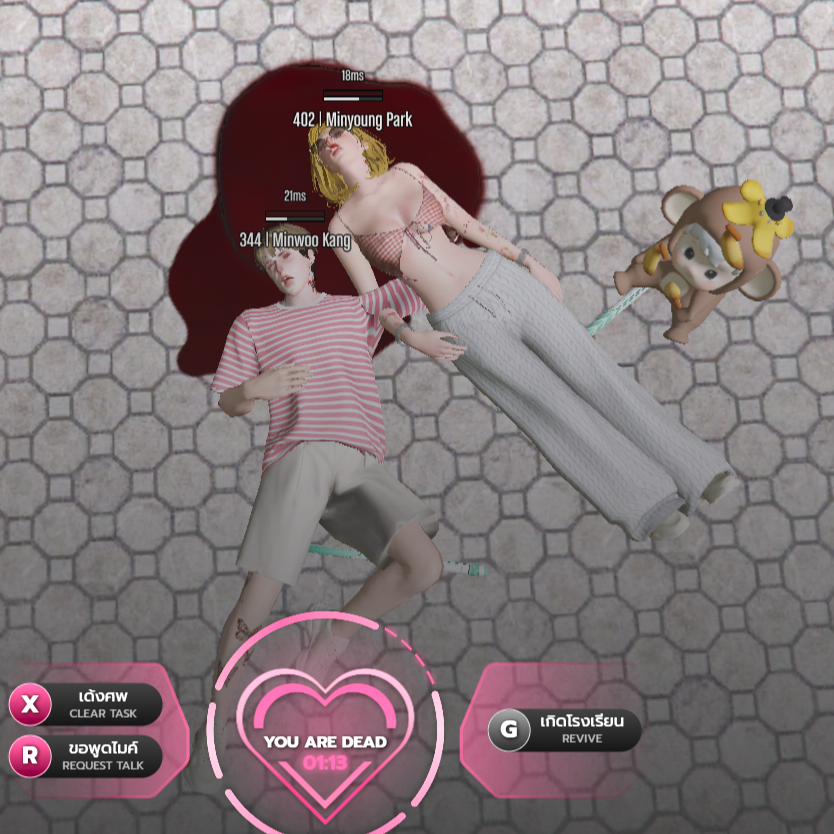 18ms
402 | Minyoung Park
21ms
344 | Minwoo Kang
X
เด้งศพ
CLEAR TASK
R
ขอพูดไมค์
REQUEST TALK
YOU ARE DEAD
01:13
G
เกิดโรงเรียน
REVIVE